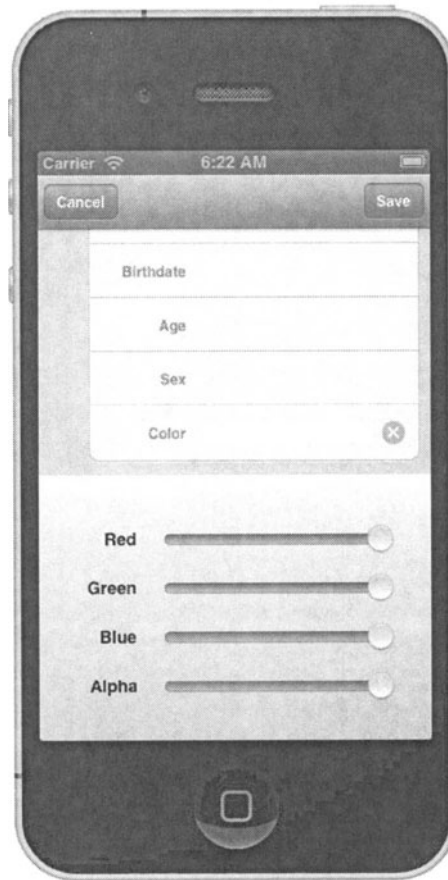 Carrier 6:22 AM
Cancel Save
Birthdate
Age
Sex
Color
Red
Green
Blue
Alpha